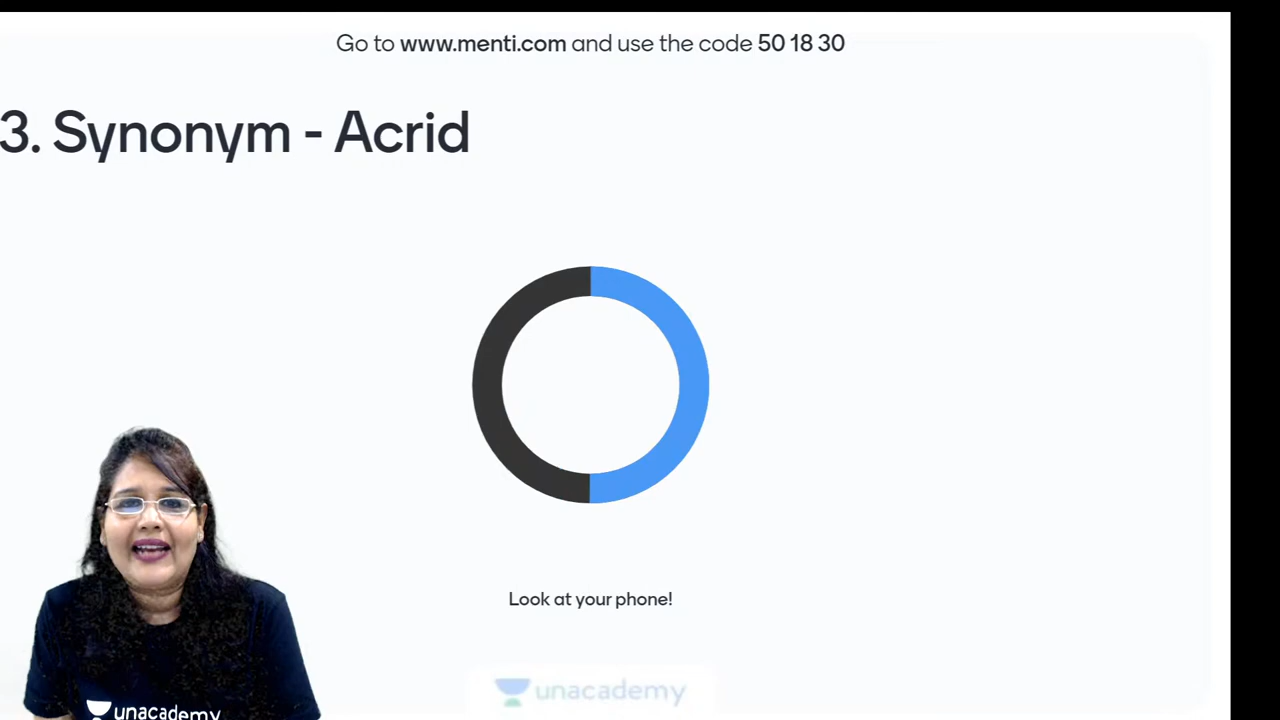 Go to www.menti.com and use the code 50 18 30
3. Synonym - Acrid
Look at your phone!
unacademy
unacademy